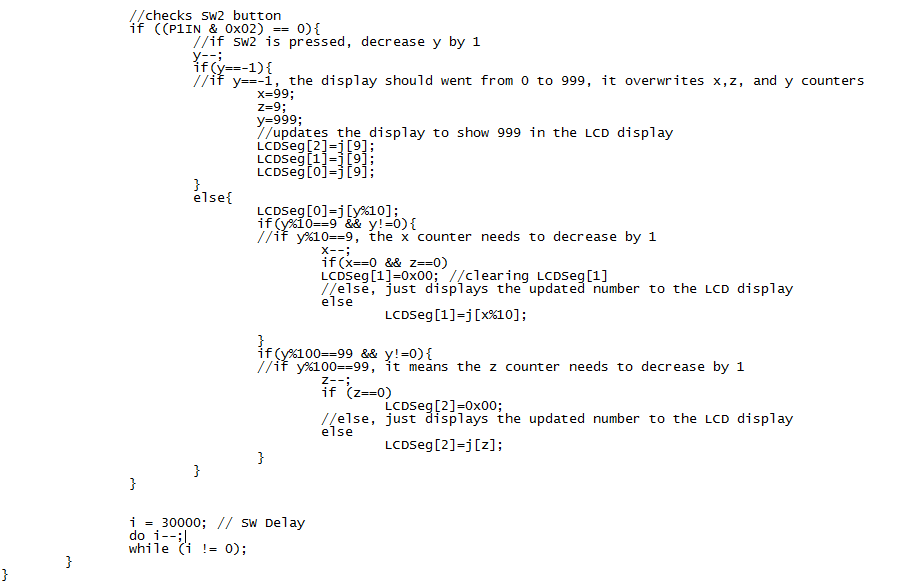 //checks SW2 button
if ((P1IN & 0x02) == 0){
//if SW2 is pressed, decrease y by 1
y--;
if(y==-1){
//if y==-1, the display should went from 0 to 999, it overwrites x,z, and y counters
x=99;
z=9;
y=999;
//updates the display to show 999 in the LCD display
LCDSeg[2]=j[9];
LCDSeg[1]=j[9];
LCDSeg[0]=j[9];
}
else{
LCDSeg[0]=j[y%10];
if(y%10==9 && y!=0){
//if y%10==9, the x counter needs to decrease by 1
x--;
if(x==0 && z==0)
LCDSeg[1]=0x00; //clearing LCDSeg[1]
//else, just displays the updated number to the LCD display
else
LCDSeg[1]=j[x%10];
}
if(y%100==99 && y!=0){
//if y%100==99, it means the z counter needs to decrease by 1
z--;
if (z==0)
LCDSeg[2]=0x00;
//else, just displays the updated number to the LCD display
else
LCDSeg[2]=j[z];
}
}
}
i = 30000; // SW Delay
do i--;
while (i != 0);
}
}